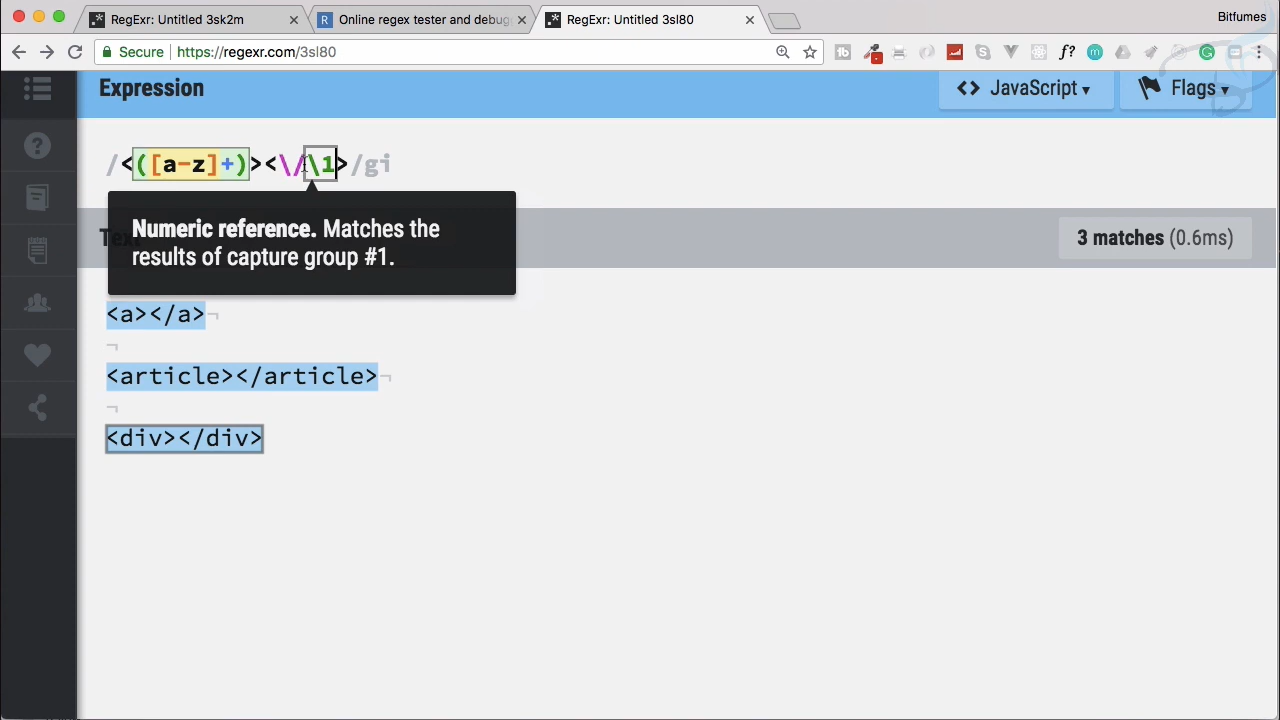 RegExr: Untitled 3sk2m
Online regex tester and debug
RegExr: Untitled 3sl80
Bitfumes
Secure
https://regexr.com/3sl80
f?
Expression
<> JavaScript ▾
Flags ▾
/<([a-z]+)><\/\1>/gi
Numeric reference. Matches the
results of capture group #1.
3 matches (0.6ms)
<a></a>¬
¬
<article></article>¬
¬
<div></div>